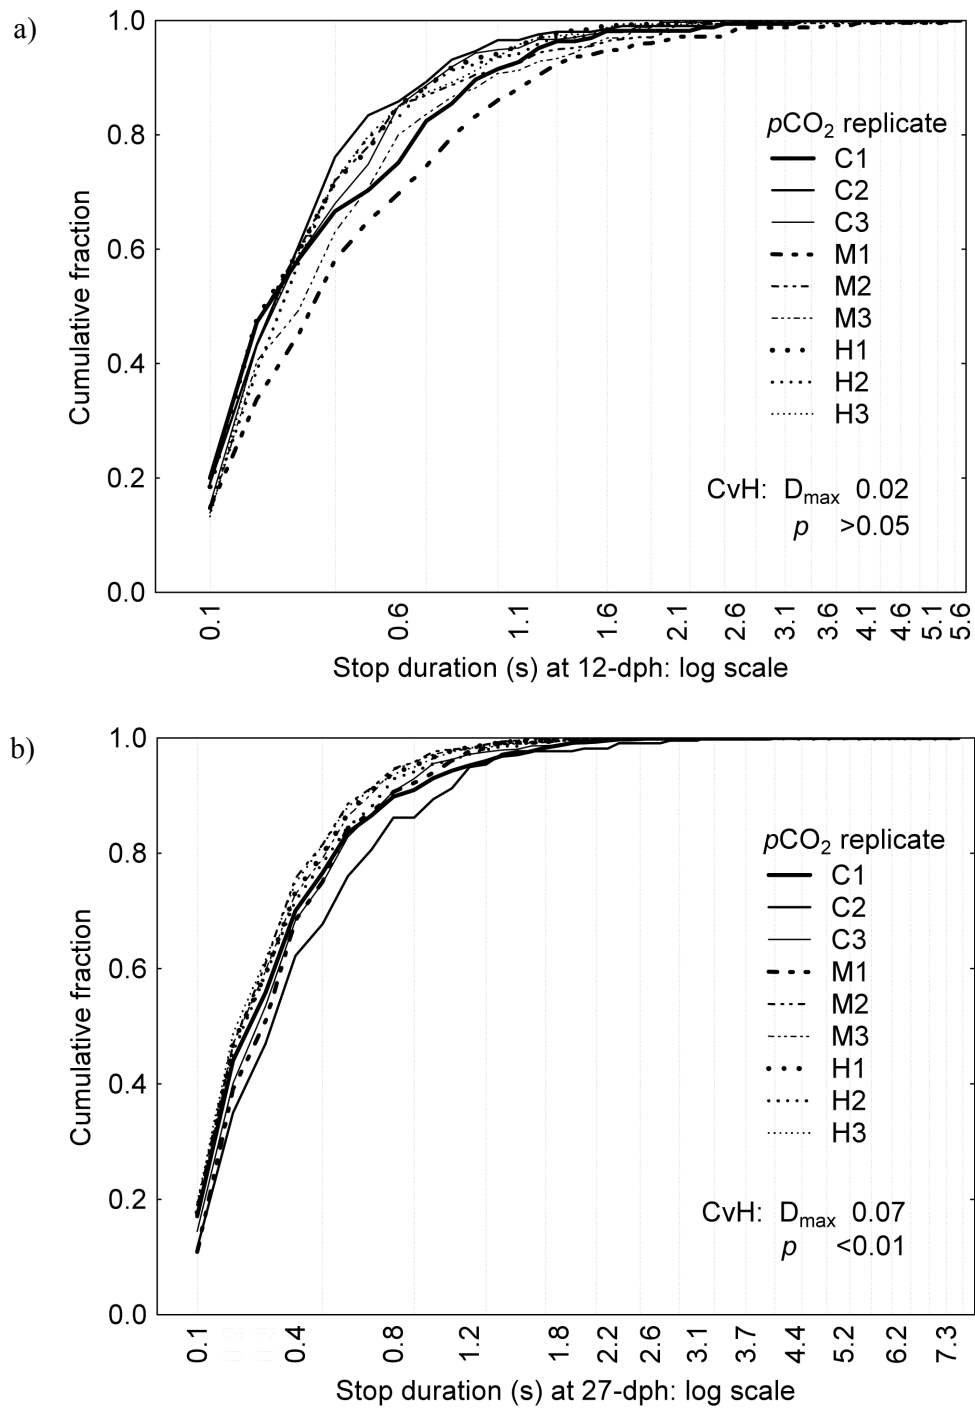 a)
1.0
0.8
0.6
0.4
0.2
0.0
Cumulative fraction
pCO2 replicate
C1
C2
C3
M1
M2
M3
H1
H2
H3
CvH: Dmax 0.02
p >0.05
0.1 0.6 1.1 1.6 2.1 2.6 3.1 3.6 4.1 4.6 5.1 5.6
Stop duration (s) at 12-dph: log scale
b)
1.0
0.8
0.6
0.4
0.2
0.0
Cumulative fraction
pCO2 replicate
C1
C2
C3
M1
M2
M3
H1
H2
H3
CvH: Dmax 0.07
p <0.01
0.1 0.4 0.8 1.2 1.8 2.2 2.6 3.1 3.7 4.4 5.2 6.2 7.3
Stop duration (s) at 27-dph: log scale